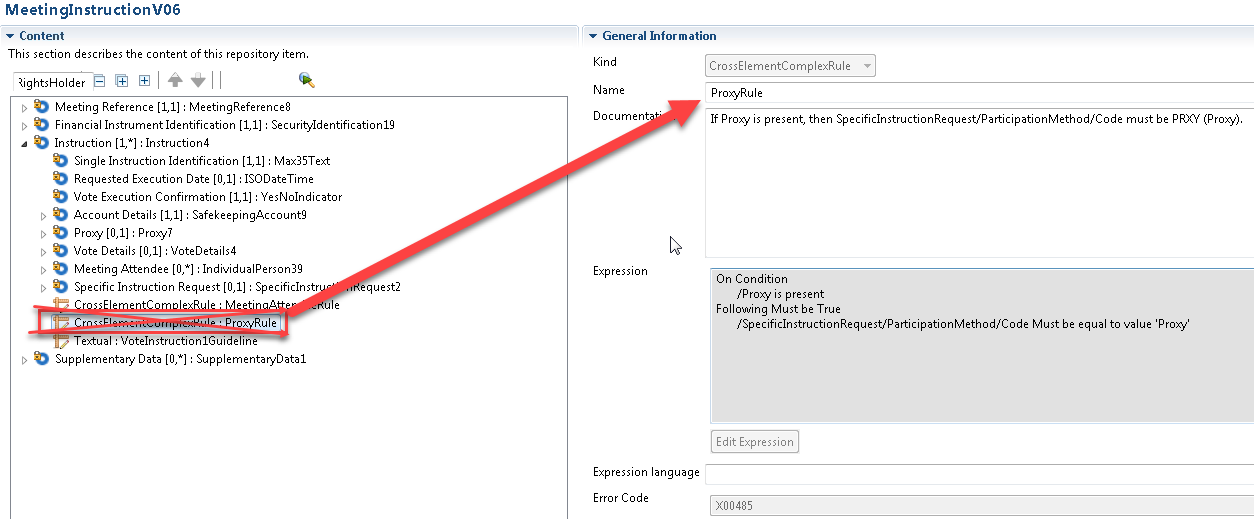 MeetingInstructionV06
Content
This section describes the content of this repository item.
RightsHolder
Meeting Reference [1,1] : MeetingReference8
Financial Instrument Identification [1,1] : SecurityIdentification19
Instruction [1,*] : Instruction4
Single Instruction Identification [1,1] : Max35Text
Requested Execution Date [0,1] : ISODateTime
Vote Execution Confirmation [1,1] : YesNoIndicator
Account Details [1,1] : SafekeepingAccount9
Proxy [0,1] : Proxy7
Vote Details [0,1] : VoteDetails4
Meeting Attendee [0,*] : IndividualPerson39
Specific Instruction Request [0,1] : SpecificInstructionRequest2
CrossElementComplexRule : MeetingAttendeeRule
CrossElementComplexRule : ProxyRule
Textual : VoteInstruction1Guideline
Supplementary Data [0,*] : SupplementaryData1
General Information
Kind
CrossElementComplexRule
Name
ProxyRule
Documentation
If Proxy is present, then SpecificInstructionRequest/ParticipationMethod/Code must be PRXY (Proxy).
Expression
On Condition
/Proxy is present
Following Must be True
/SpecificInstructionRequest/ParticipationMethod/Code Must be equal to value 'Proxy'
Edit Expression
Expression language
Error Code
X00485